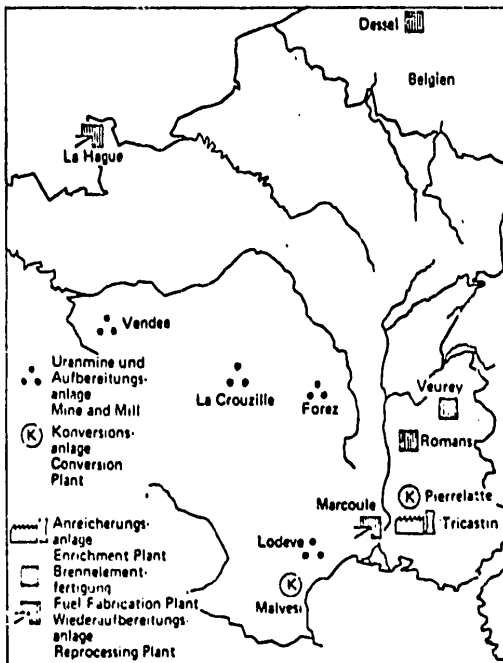 Dessel
Belgien
La Hague
Vendee
Uranmine und
Aufbereitungs-
anlage
Mine and Mill
La Crouzille
Forez
Veurey
Romans
K Konversions-
anlage
Conversion
Plant
Marcoule
K Pierrelatte
Tricastin
Anreicherungs-
anlage
Enrichment Plant
Lodeve
Brennelement-
fertigung
K
Malvesi
Fuel Fabrication Plant
Wiederaufbereitungs-
anlage
Reprocessing Plant